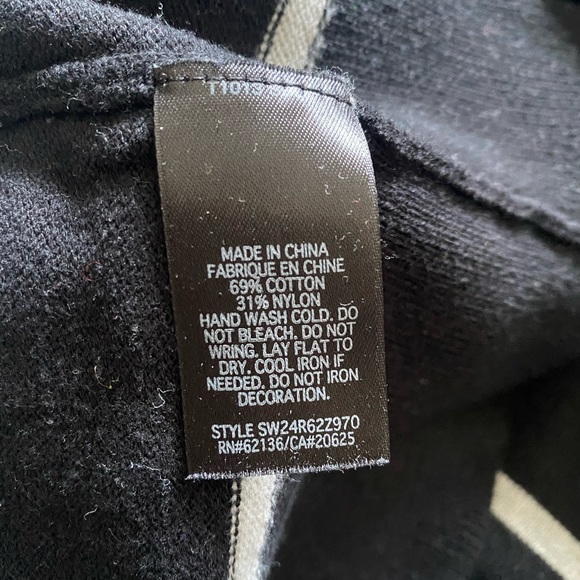 T1013
MADE IN CHINA
FABRIQUE EN CHINE
69% COTTON
31% NYLON
HAND WASH COLD. DO
NOT BLEACH. DO NOT
WRING. LAY FLAT TO
DRY. COOL IRON IF
NEEDED. DO NOT IRON
DECORATION.
STYLE SW24R62Z970
RN#62136/CA#20625